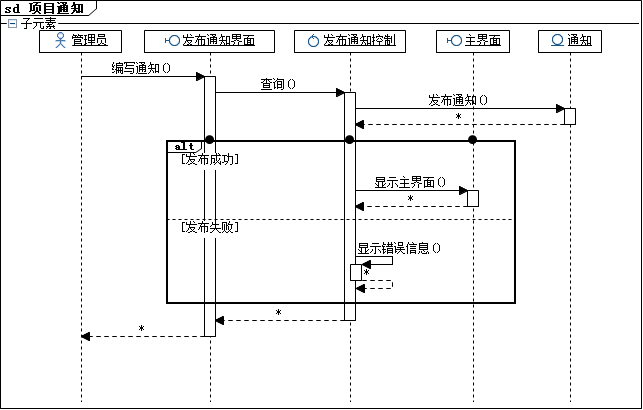 sd 项目通知
子元素
管理员
发布通知界面
发布通知控制
主界面
通知
编写通知()
查询()
发布通知()
*
alt
[发布成功]
显示主界面()
*
[发布失败]
显示错误信息()
*
*
*